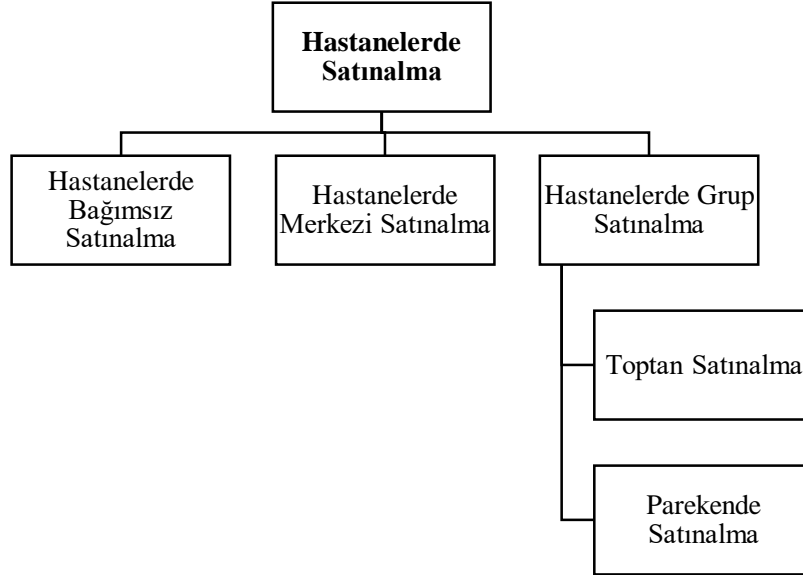 Hastanelerde
Satınalma
Hastanelerde
Bağımsız
Satınalma
Hastanelerde
Merkezi Satınalma
Hastanelerde Grup
Satınalma
Toptan Satınalma
Parekende
Satınalma